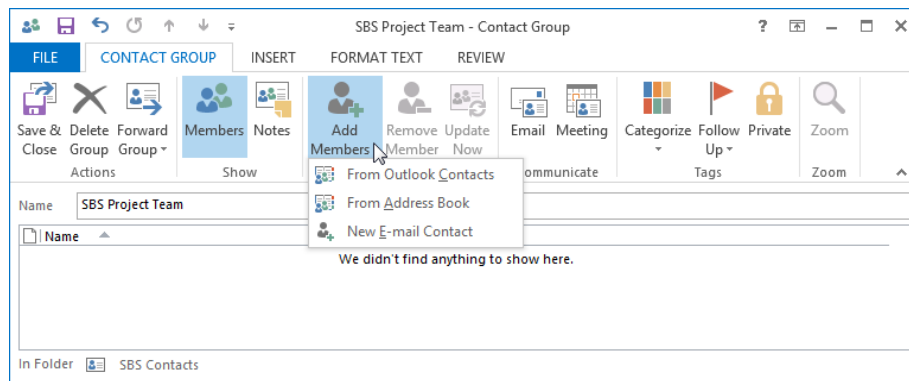 SBS Project Team - Contact Group
FILE CONTACT GROUP INSERT FORMAT TEXT REVIEW
Save & Close
Delete Group
Forward Group
Members
Notes
Add Members
Remove Member
Update Now
Email
Meeting
Categorize
Follow Up
Private
Zoom
Actions Show ommunicate Tags Zoom
From Outlook Contacts
From Address Book
New E-mail Contact
Name SBS Project Team
Name
We didn't find anything to show here.
In Folder SBS Contacts